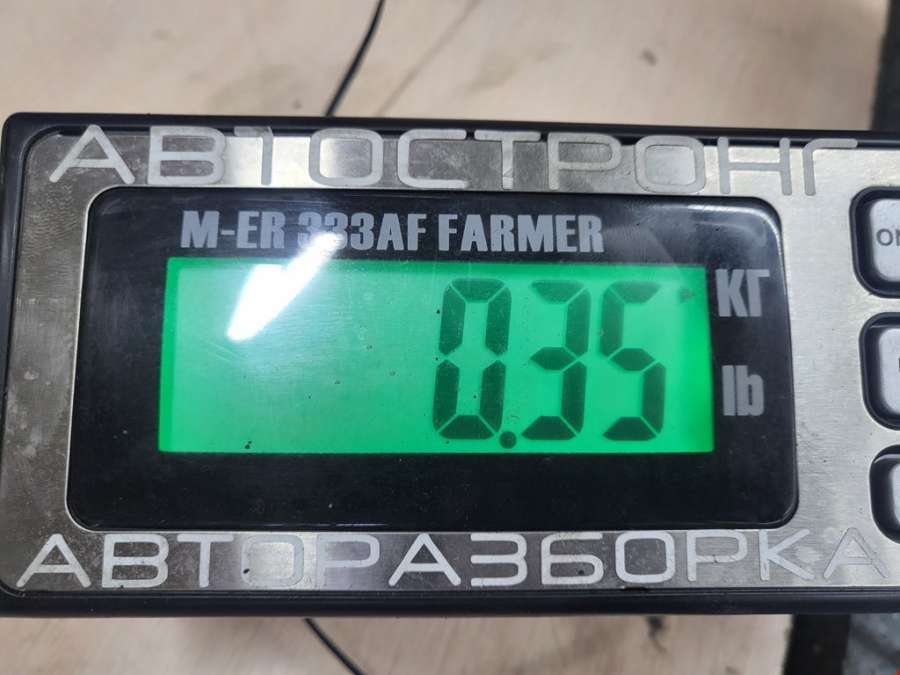 АВТОСТРОНГ
M-ER 333AF FARMER
0.35
КГ
lb
АВТОРАЗБОРКА